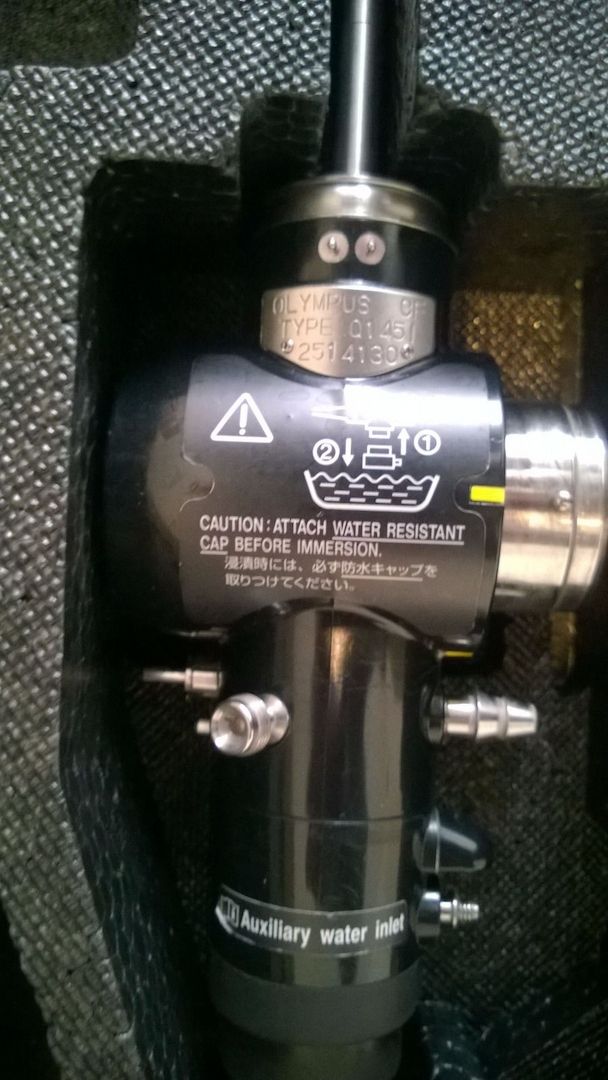 OLYMPUS CF
TYPE Q145
2514130
① 
②
CAUTION: ATTACH WATER RESISTANT
CAP BEFORE IMMERSION.
浸漬時には、必ず防水キャップを
取りつけてください。
Auxiliary water inlet